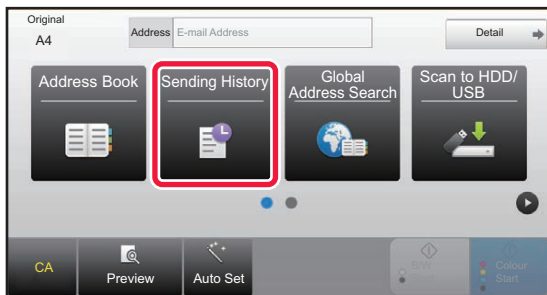 Original
A4
Address E-mail Address
Detail
Address Book
Sending History
Global
Address Search
Scan to HDD/
USB
CA
Preview
Auto Set
B/W
Start
Colour
Start